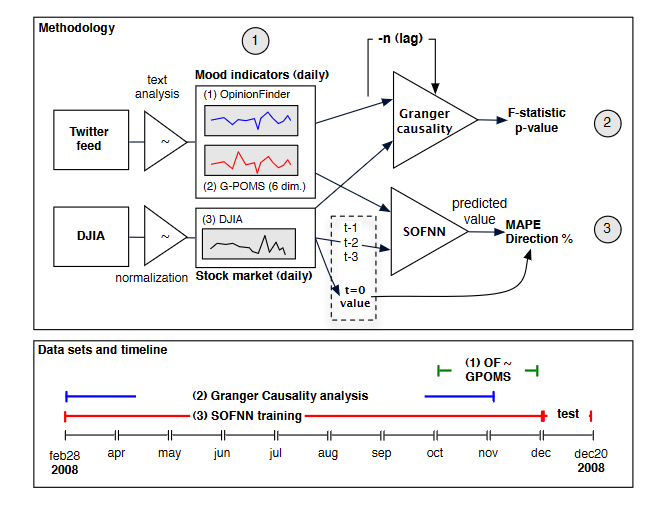 Methodology
1
-n (lag)
text
analysis
Mood indicators (daily)
(1) OpinionFinder
Twitter
feed
~
(2) G-POMS (6 dim.)
Granger
causality
F-statistic
p-value
2
DJIA
~
normalization
(3) DJIA
Stock market (daily)
t-1
t-2
t-3
t=0
value
SOFNN
predicted
value
MAPE
Direction %
3
Data sets and timeline
(1) OF ~
GPOMS
(2) Granger Causality analysis
(3) SOFNN training
test
feb28
2008
apr
may
jun
jul
aug
sep
oct
nov
dec
dec20
2008